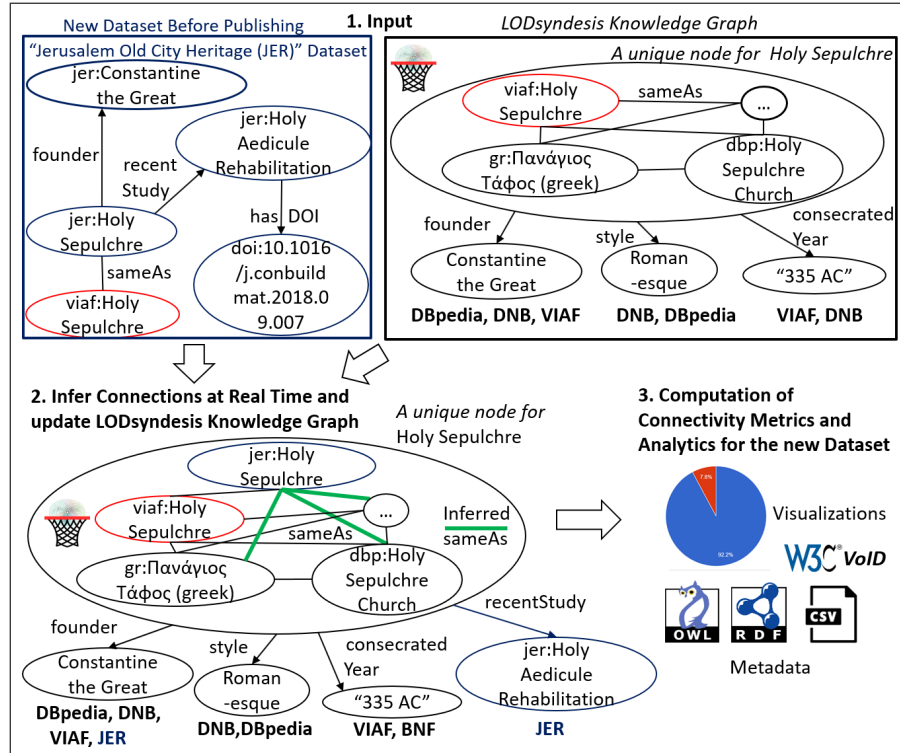 New Dataset Before Publishing
1. Input
LODsyndesis Knowledge Graph
"Jerusalem Old City Heritage (JER)" Dataset
jer:Constantine
the Great
founder
recent
Study
jer:Holy
Aedicule
Rehabilitation
has DOI
jer:Holy
Sepulchre
sameAs
viaf:Holy
Sepulchre
doi:10.1016
/j.conbuild
mat.2018.0
9.007
A unique node for Holy Sepulchre
viaf:Holy
Sepulchre
sameAs
...
gr:Πανάγιος
Τάφος (greek)
dbp:Holy
Sepulchre
Church
founder
style
consecrated
Year
Constantine
the Great
Roman
-esque
"335 AC"
DBpedia, DNB, VIAF
DNB, DBpedia
VIAF, DNB
2. Infer Connections at Real Time and
update LODsyndesis Knowledge Graph
A unique node for
Holy Sepulchre
jer:Holy
Sepulchre
viaf:Holy
Sepulchre
...
sameAs
Inferred
sameAs
gr:Πανάγιος
Τάφος (greek)
dbp:Holy
Sepulchre
Church
founder
style
consecrated
Year
recentStudy
Constantine
the Great
Roman
-esque
"335 AC"
jer:Holy
Aedicule
Rehabilitation
DBpedia, DNB,
VIAF, JER
DNB,DBpedia
VIAF, BNF
JER
3. Computation of
Connectivity Metrics and
Analytics for the new Dataset
7.8%
92.2%
Visualizations
W3C® VoID
OWL
RDF
CSV
Metadata